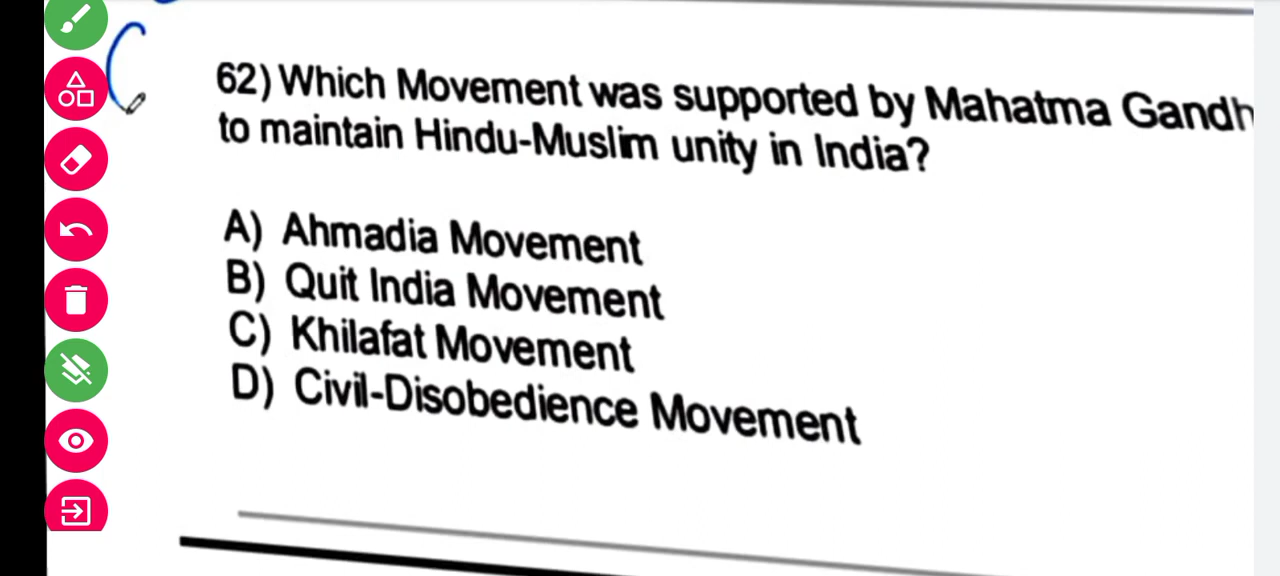 C
62) Which Movement was supported by Mahatma Gandh
to maintain Hindu-Muslim unity in India?
A) Ahmadia Movement
B) Quit India Movement
C) Khilafat Movement
D) Civil-Disobedience Movement